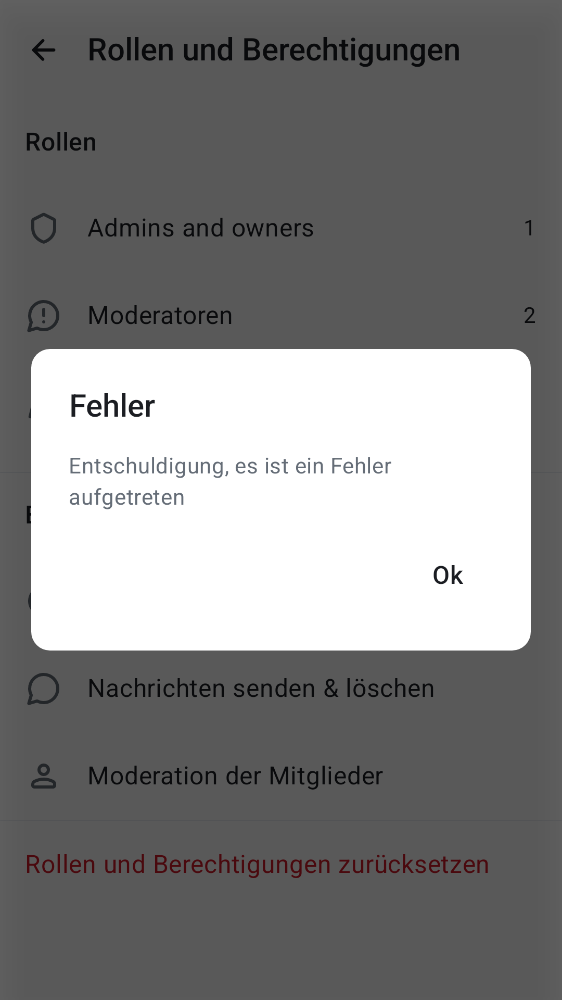 Rollen und Berechtigungen
Rollen
Admins and owners
1
Moderatoren
2
Fehler
Entschuldigung, es ist ein Fehler
aufgetreten
Ok
Nachrichten senden & löschen
Moderation der Mitglieder
Rollen und Berechtigungen zurücksetzen